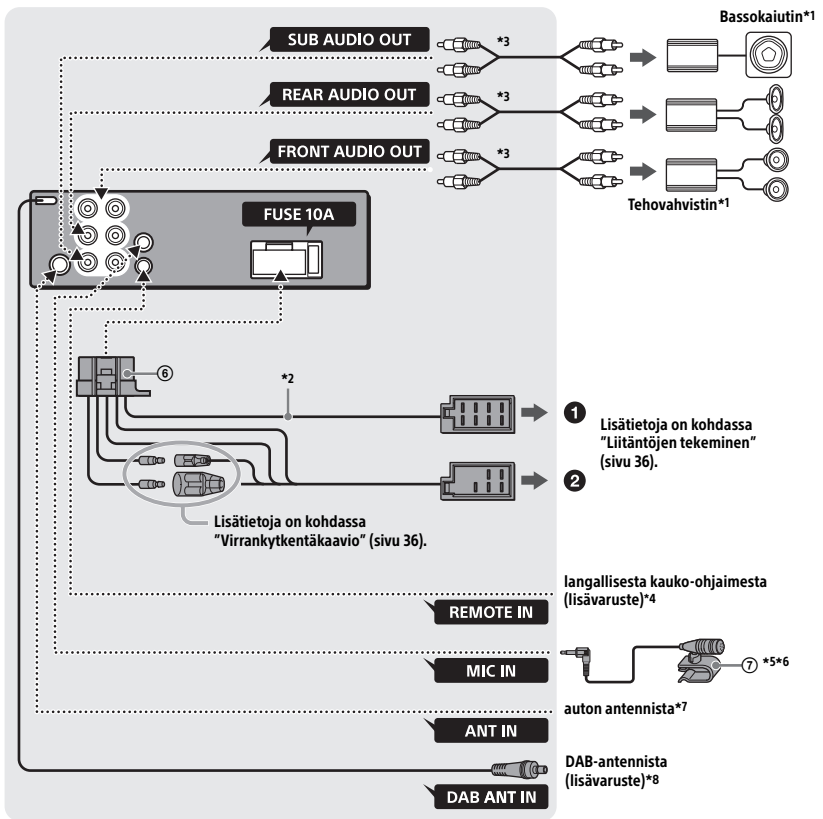 Bassokaiutin*1
SUB AUDIO OUT
*3
REAR AUDIO OUT
*3
FRONT AUDIO OUT
*3
Tehovahvistin*1
FUSE 10A
⑥
*2
❶
❷
Lisätietoja on kohdassa
"Liitäntöjen tekeminen"
(sivu 36).
Lisätietoja on kohdassa
"Virrankytkentäkaavio" (sivu 36).
langallisesta kauko-ohjaimesta
(lisävaruste)*4
REMOTE IN
⑦ *5*6
MIC IN
auton antennista*7
ANT IN
DAB-antennista
(lisävaruste)*8
DAB ANT IN